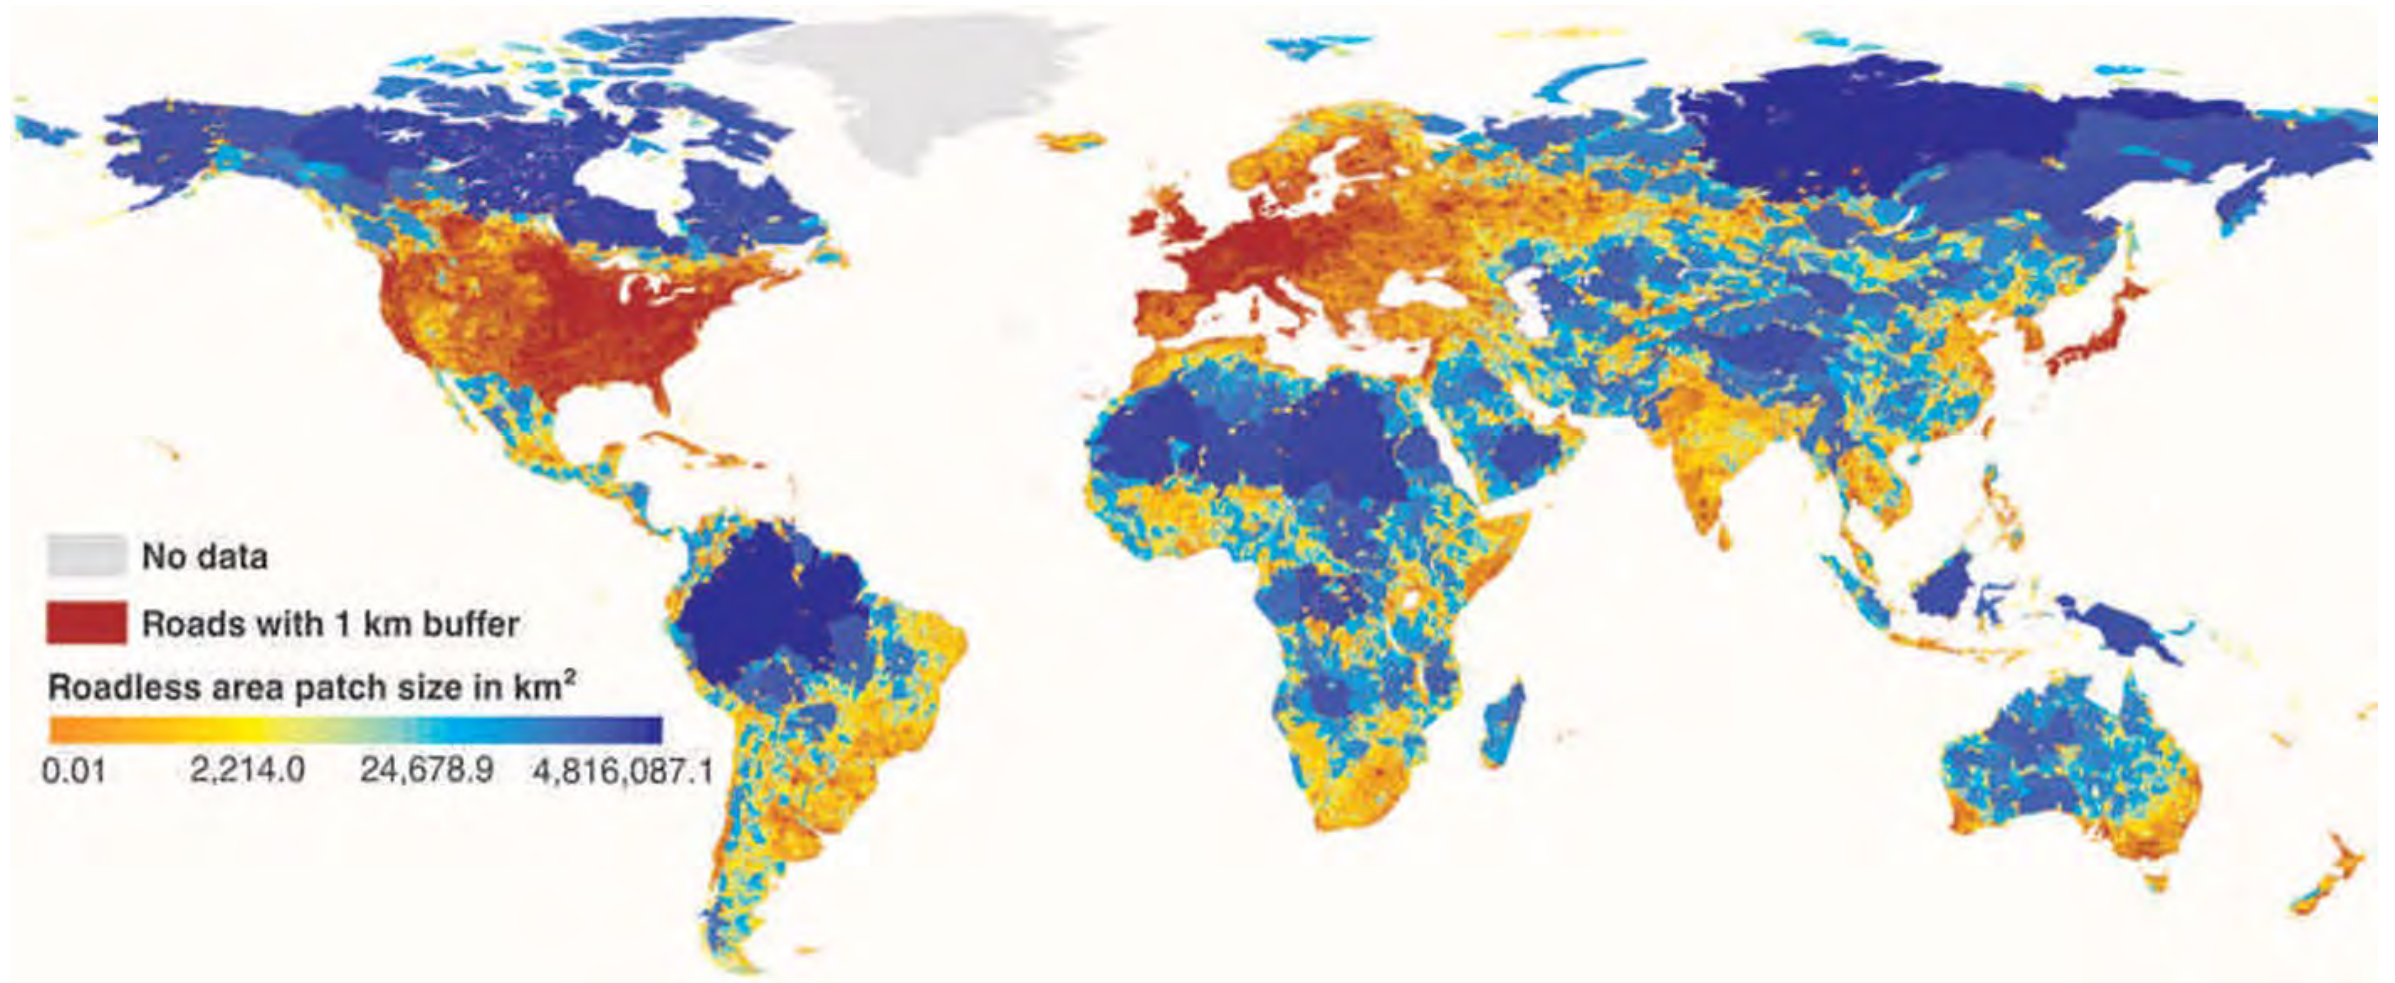 No data
Roads with 1 km buffer
Roadless area patch size in km²
0.01 2,214.0 24,678.9 4,816,087.1